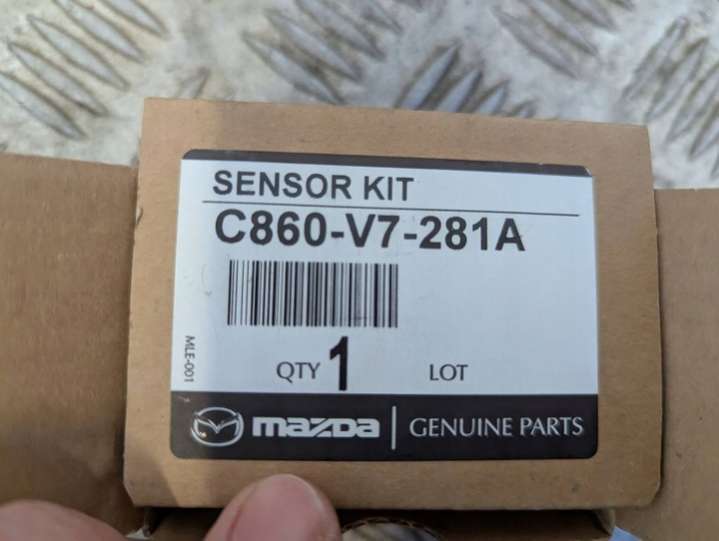 SENSOR KIT
C860-V7-281A
MLE-001
QTY 1 LOT
mazda | GENUINE PARTS